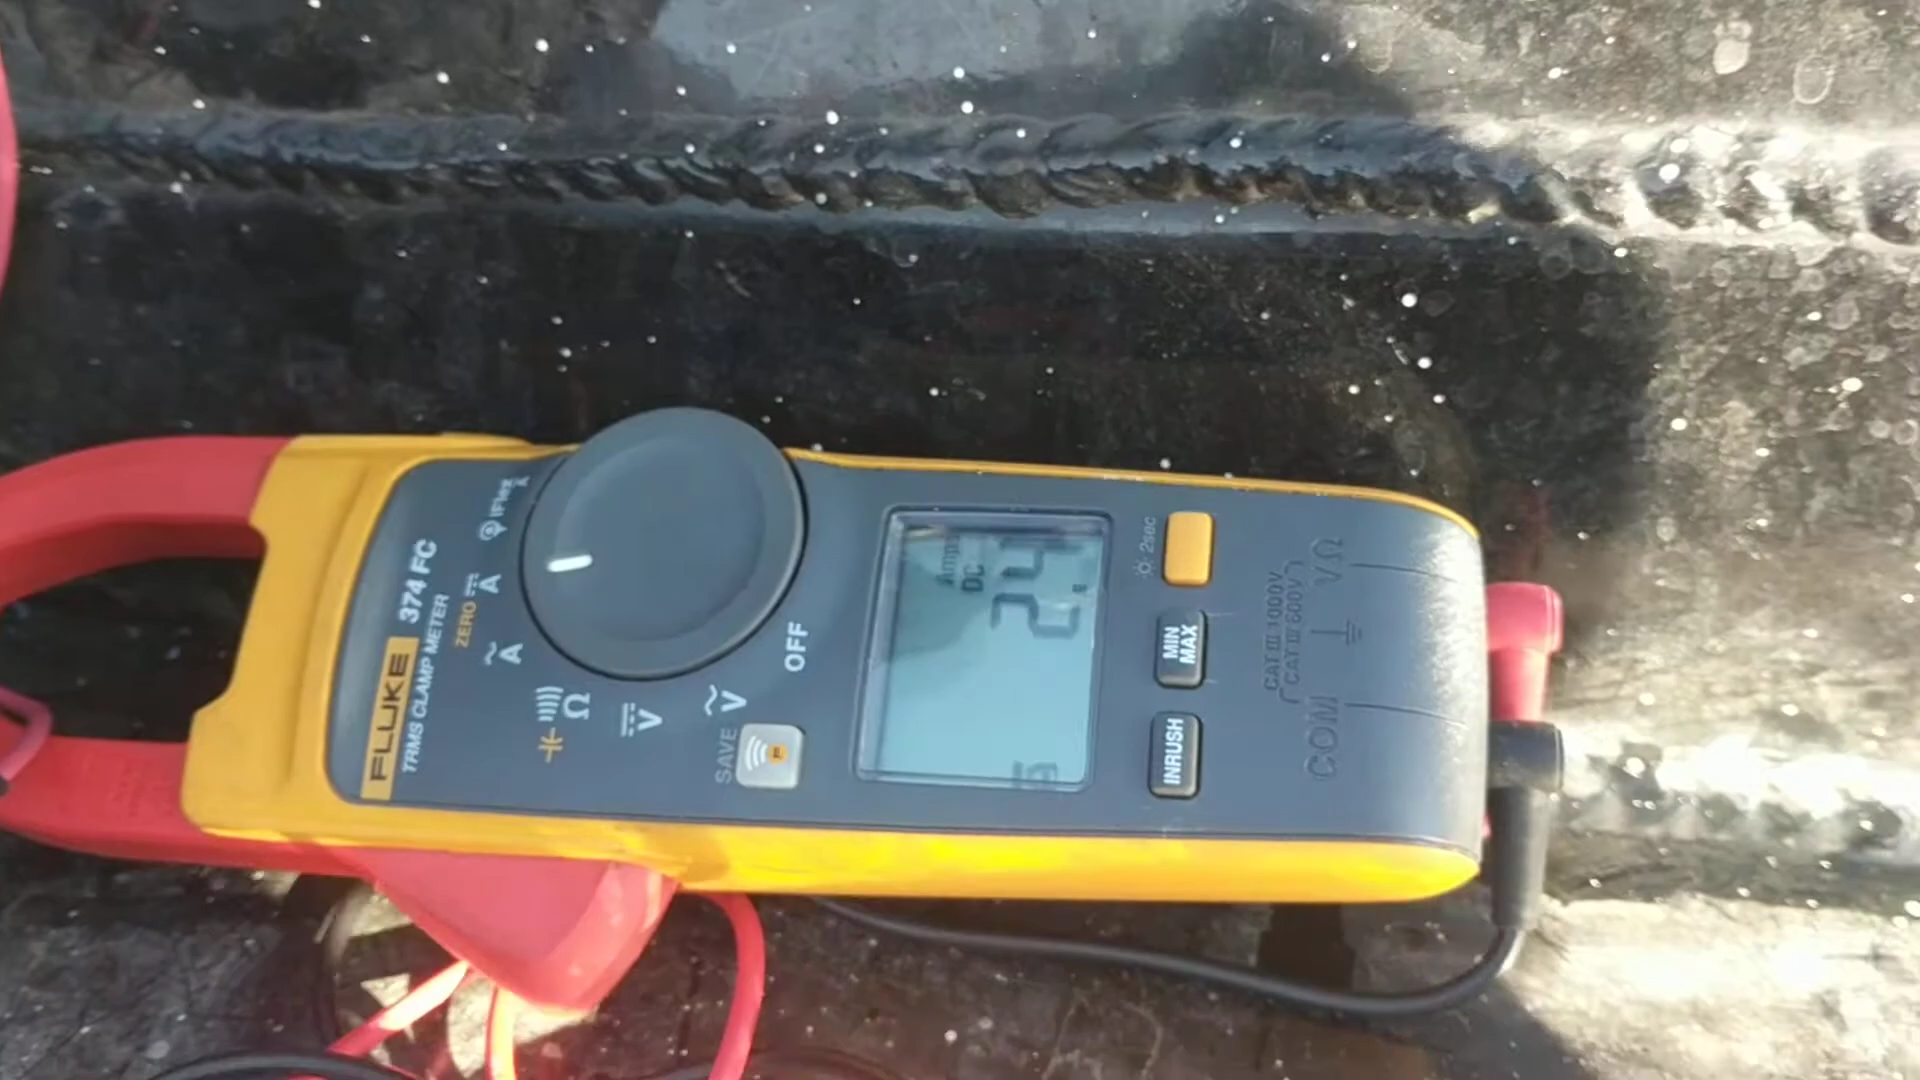 FLUKE 374 FC
TRMS CLAMP METER
iFlex
ZERO A
A
Ω
V
V
OFF
SAVE
Amps
DC
2sec
MIN
MAX
INRUSH
CAT III 1000V
CAT IV 600V
COM
VΩ